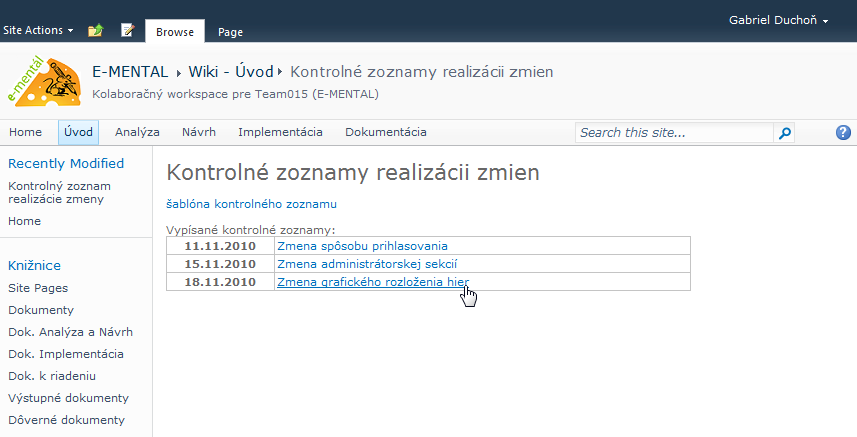 Site Actions
Browse
Page
Gabriel Duchoň
e-mentál
E-MENTAL ▸ Wiki - Úvod ▸ Kontrolné zoznamy realizácii zmien
Kolaboračný workspace pre Team015 (E-MENTAL)
Home Úvod Analýza Návrh Implementácia Dokumentácia
Search this site...
Recently Modified
Kontrolný zoznam
realizácie zmeny
Home
Knižnice
Site Pages
Dokumenty
Dok. Analýza a Návrh
Dok. Implementácia
Dok. k riadeniu
Výstupné dokumenty
Dôverné dokumenty
Kontrolné zoznamy realizácii zmien
šablóna kontrolného zoznamu
Vypísané kontrolné zoznamy:
11.11.2010 Zmena spôsobu prihlasovania
15.11.2010 Zmena administrátorskej sekcií
18.11.2010 Zmena grafického rozloženia hier